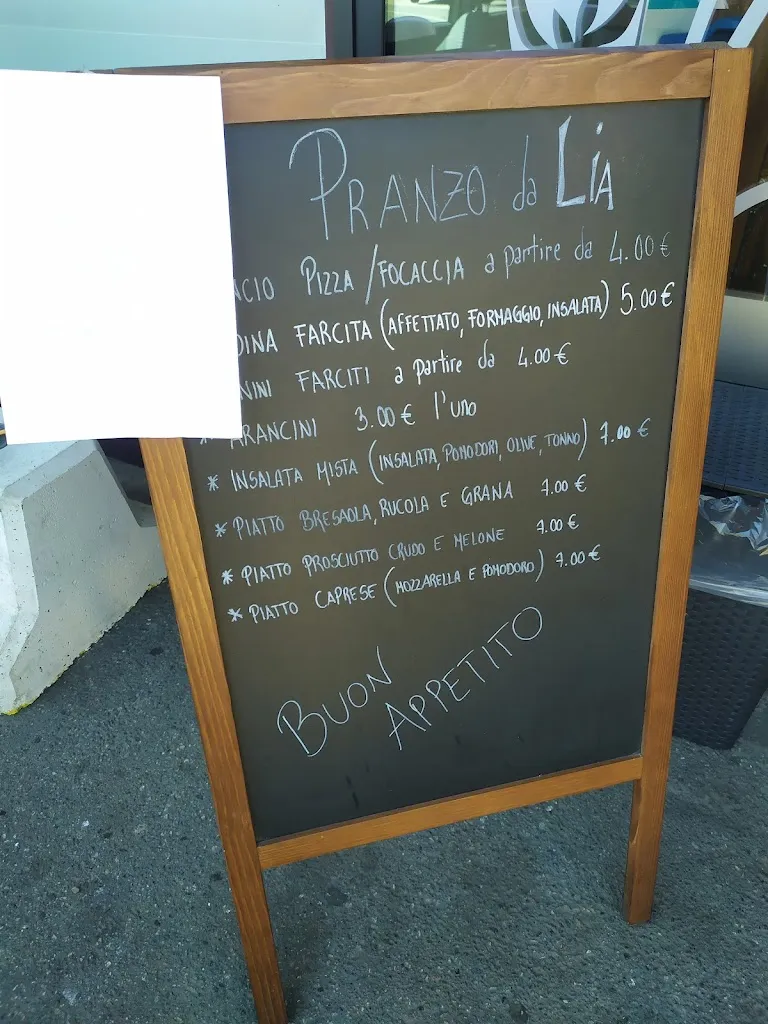 PRANZO da LIA
PIZZA/FOCACCIA a partire da 4.00 €
FARCITA (AFFETTATO, FORMAGGIO, INSALATA) 5.00 €
FARCITI a partire da 4.00 €
* ARANCINI 3.00 € l'uno
* INSALATA MISTA (INSALATA, POMODORI, OLIVE, TONNO) 7.00 €
* PIATTO BRESAOLA, RUCOLA E GRANA 7.00 €
* PIATTO PROSCIUTTO CRUDO E MELONE 7.00 €
* PIATTO CAPRESE (MOZZARELLA E POMODORO) 7.00 €
BUON
APPETITO